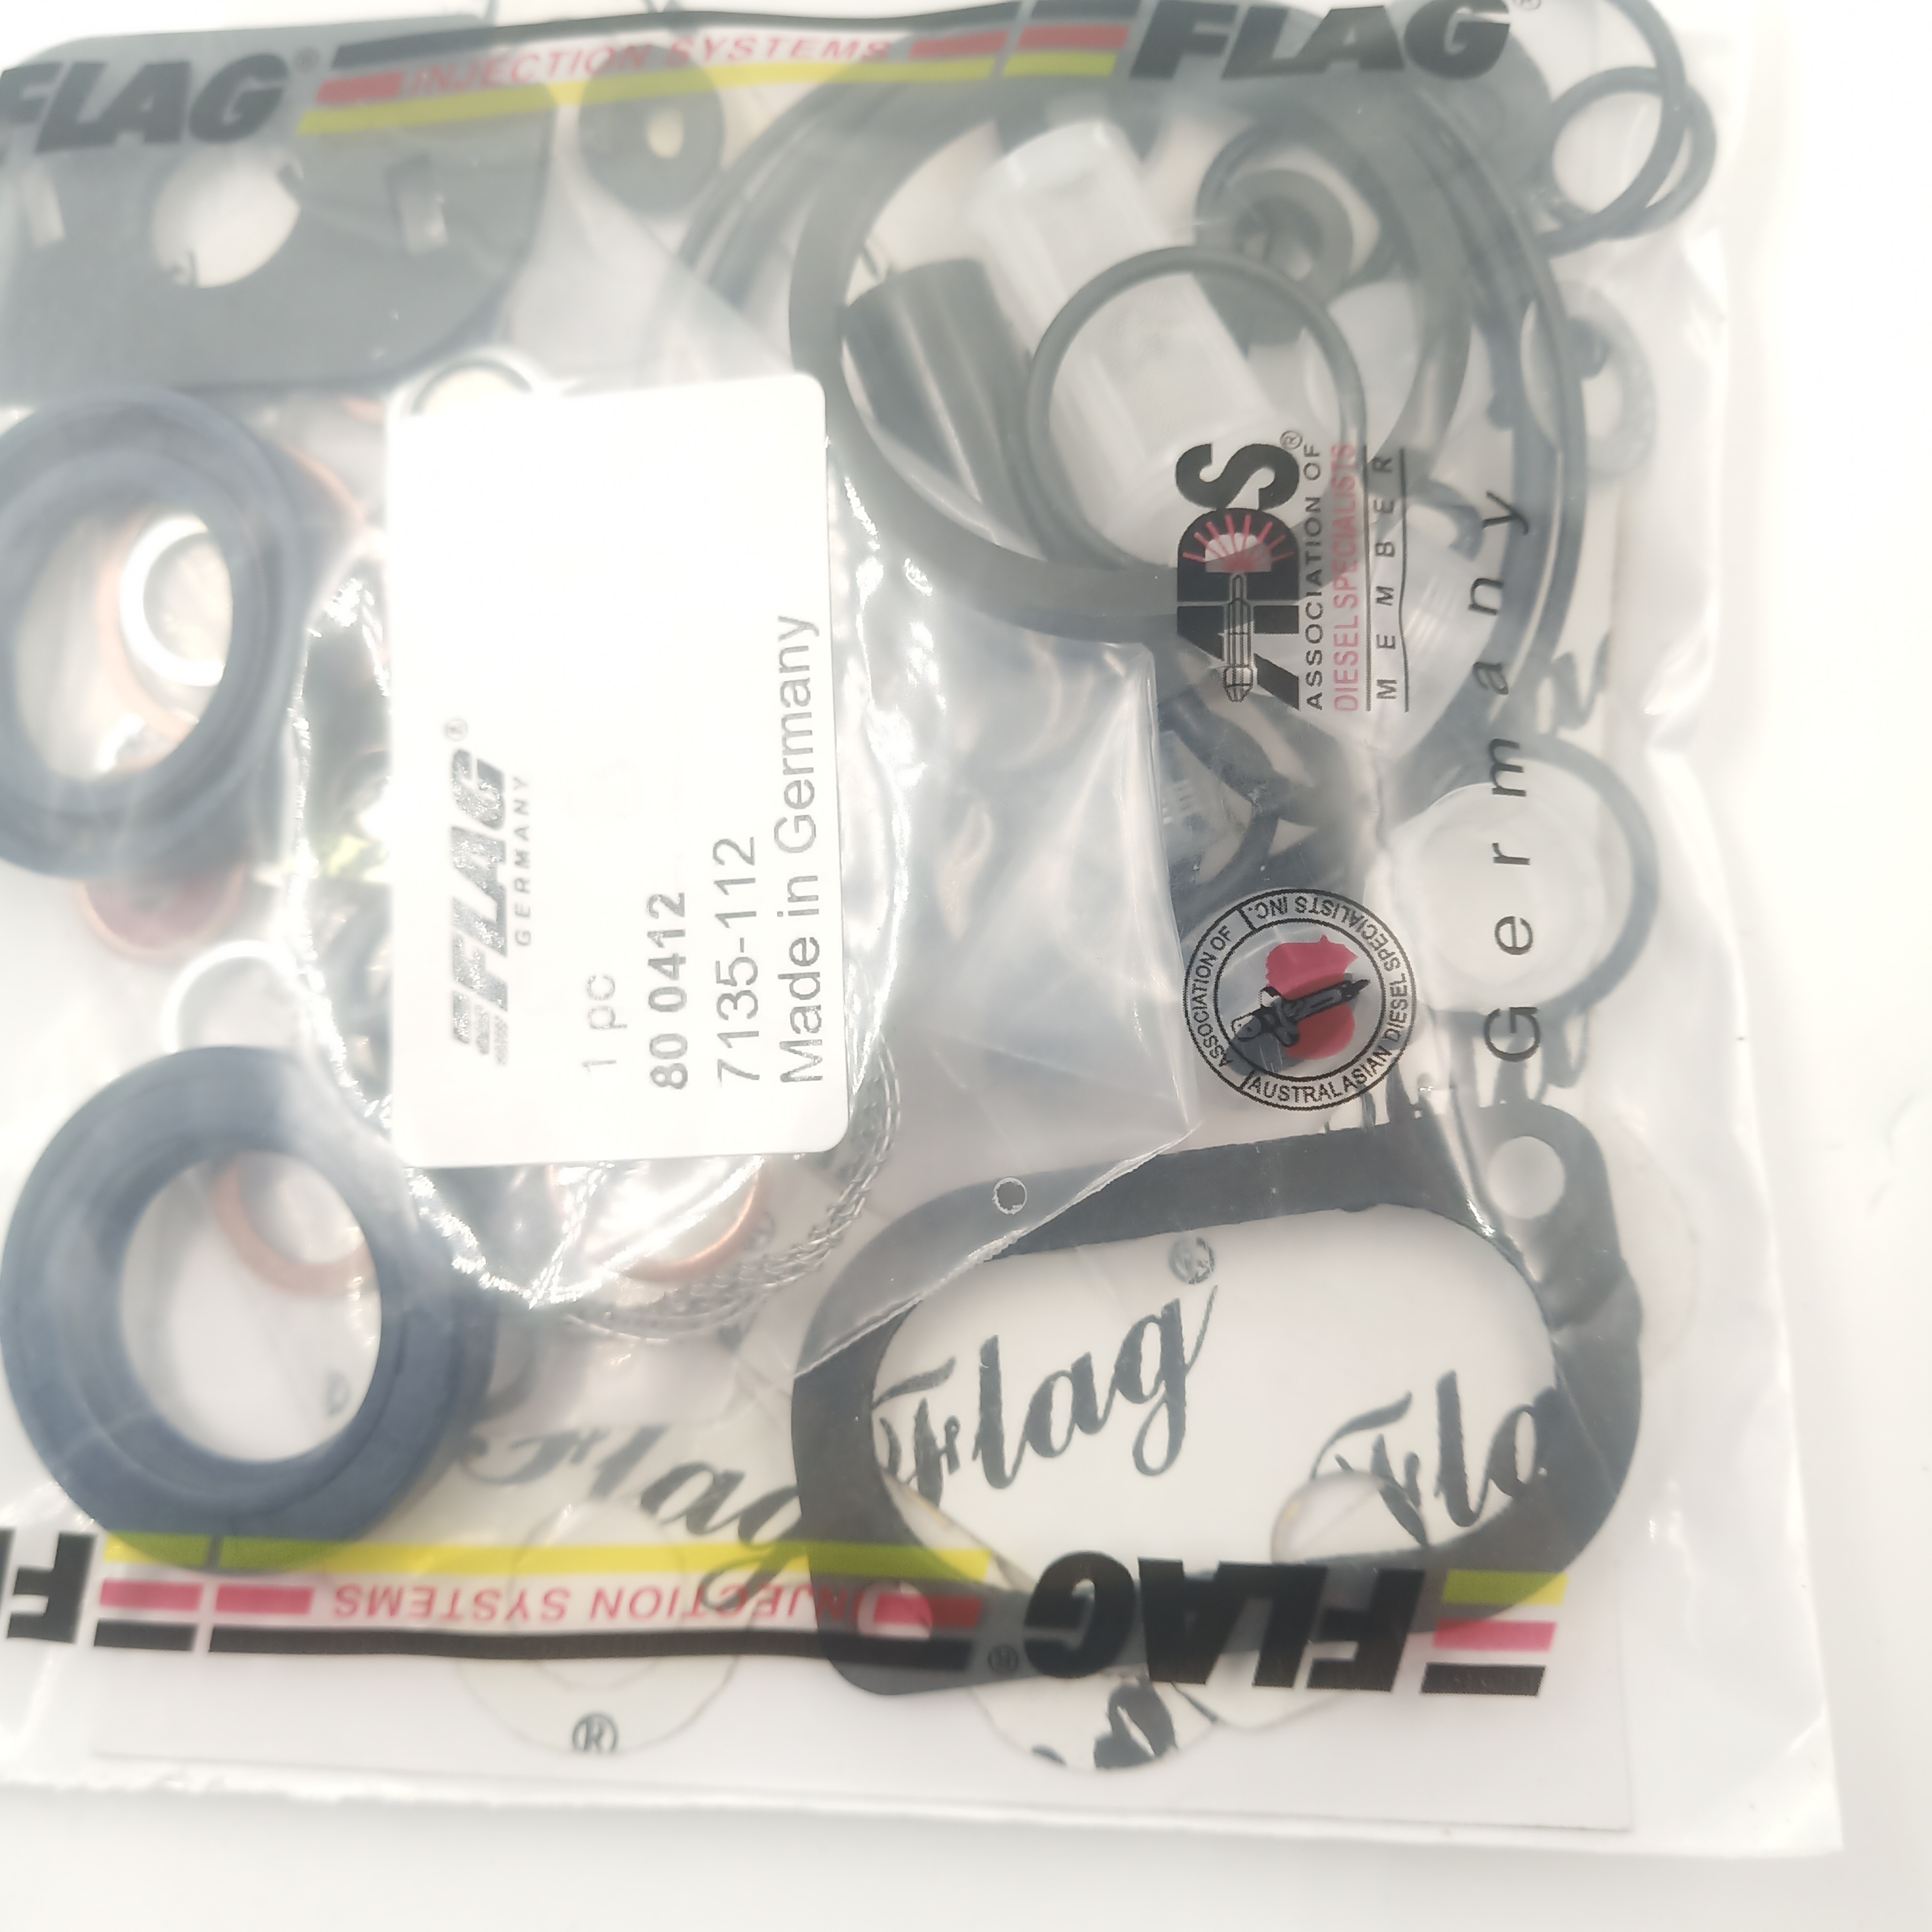 FLAG®
INJECTION SYSTEMS
FLAG®
FLAG®
GERMANY
1 pc
80 0412
7135-112
Made in Germany
ADS®
ASSOCIATION OF
DIESEL SPECIALISTS
MEMBER
Germany
ASSOCIATION OF
AUSTRALASIAN DIESEL SPECIALISTS INC.
Flag®
Flag
INJECTION SYSTEMS
FLAG®
®